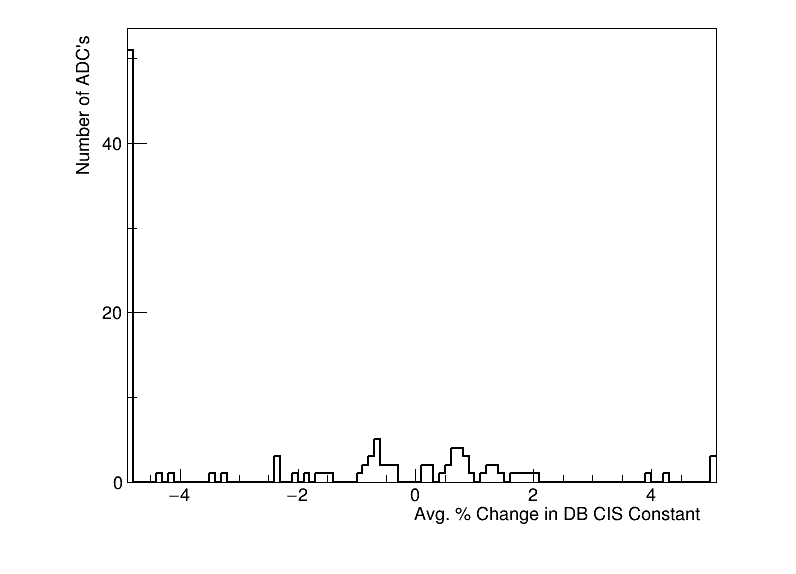 Number of ADC's
40
20
0
−4 −2 0 2 4
Avg. % Change in DB CIS Constant